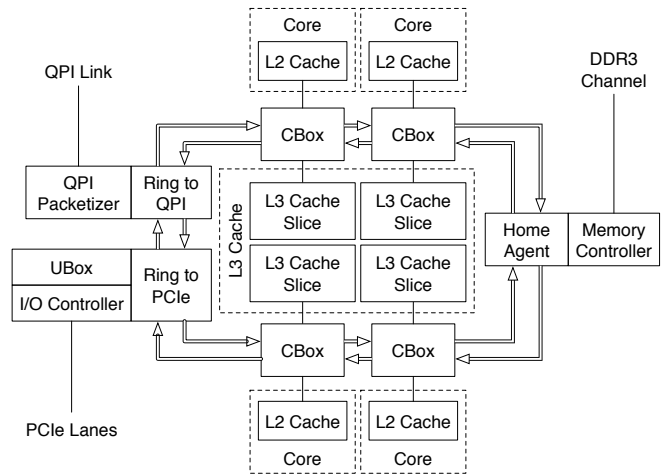 Core
Core
L2 Cache
L2 Cache
QPI Link
DDR3
Channel
CBox
CBox
QPI
Packetizer
Ring to
QPI
L3 Cache
L3 Cache
Slice
L3 Cache
Slice
L3 Cache
Slice
L3 Cache
Slice
Home
Agent
Memory
Controller
UBox
I/O Controller
Ring to
PCIe
CBox
CBox
L2 Cache
L2 Cache
PCIe Lanes
Core
Core